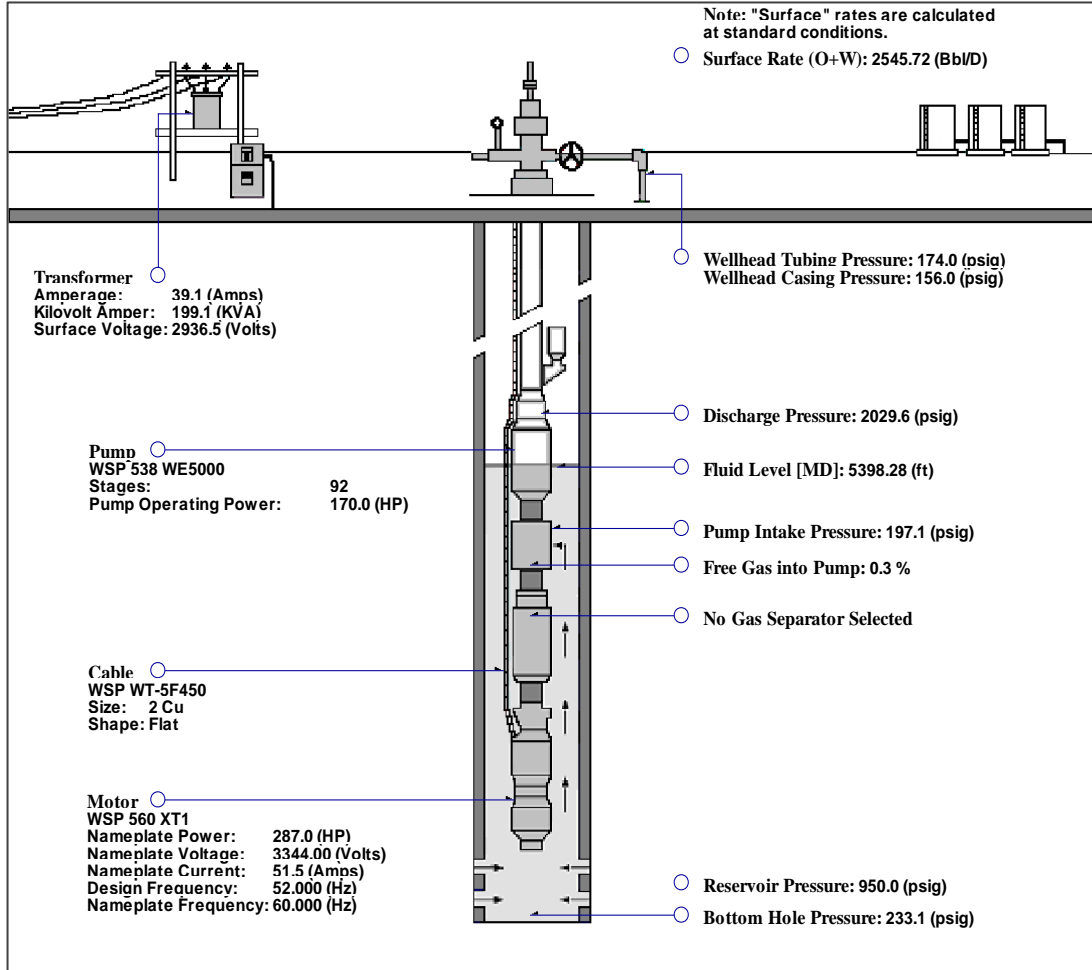 Note: "Surface" rates are calculated
at standard conditions.
Surface Rate (O+W): 2545.72 (Bbl/D)
Transformer
Amperage: 39.1 (Amps)
Kilovolt Amper: 199.1 (KVA)
Surface Voltage: 2936.5 (Volts)
Wellhead Tubing Pressure: 174.0 (psig)
Wellhead Casing Pressure: 156.0 (psig)
Discharge Pressure: 2029.6 (psig)
Pump
WSP 538 WE5000
Stages: 92
Pump Operating Power: 170.0 (HP)
Fluid Level [MD]: 5398.28 (ft)
Pump Intake Pressure: 197.1 (psig)
Free Gas into Pump: 0.3 %
No Gas Separator Selected
Cable
WSP WT-5F450
Size: 2 Cu
Shape: Flat
Motor
WSP 560 XT1
Nameplate Power: 287.0 (HP)
Nameplate Voltage: 3344.00 (Volts)
Nameplate Current: 51.5 (Amps)
Design Frequency: 52.000 (Hz)
Nameplate Frequency: 60.000 (Hz)
Reservoir Pressure: 950.0 (psig)
Bottom Hole Pressure: 233.1 (psig)